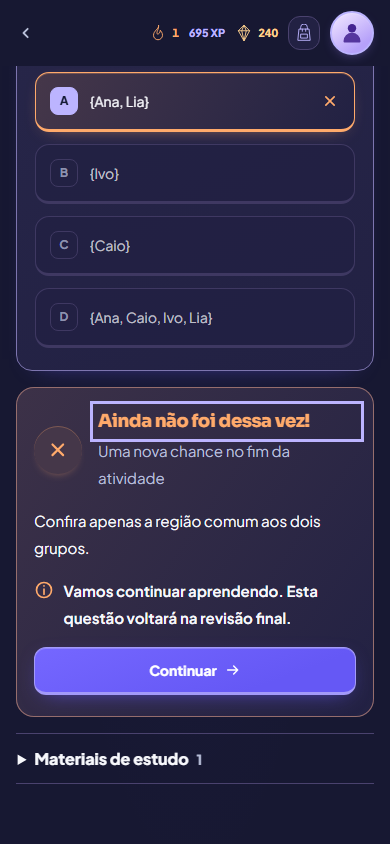 1 695 XP 240
A {Ana, Lia}
B {Ivo}
C {Caio}
D {Ana, Caio, Ivo, Lia}
Ainda não foi dessa vez!
Uma nova chance no fim da
atividade
Confira apenas a região comum aos dois
grupos.
Vamos continuar aprendendo. Esta
questão voltará na revisão final.
Continuar →
Materiais de estudo 1